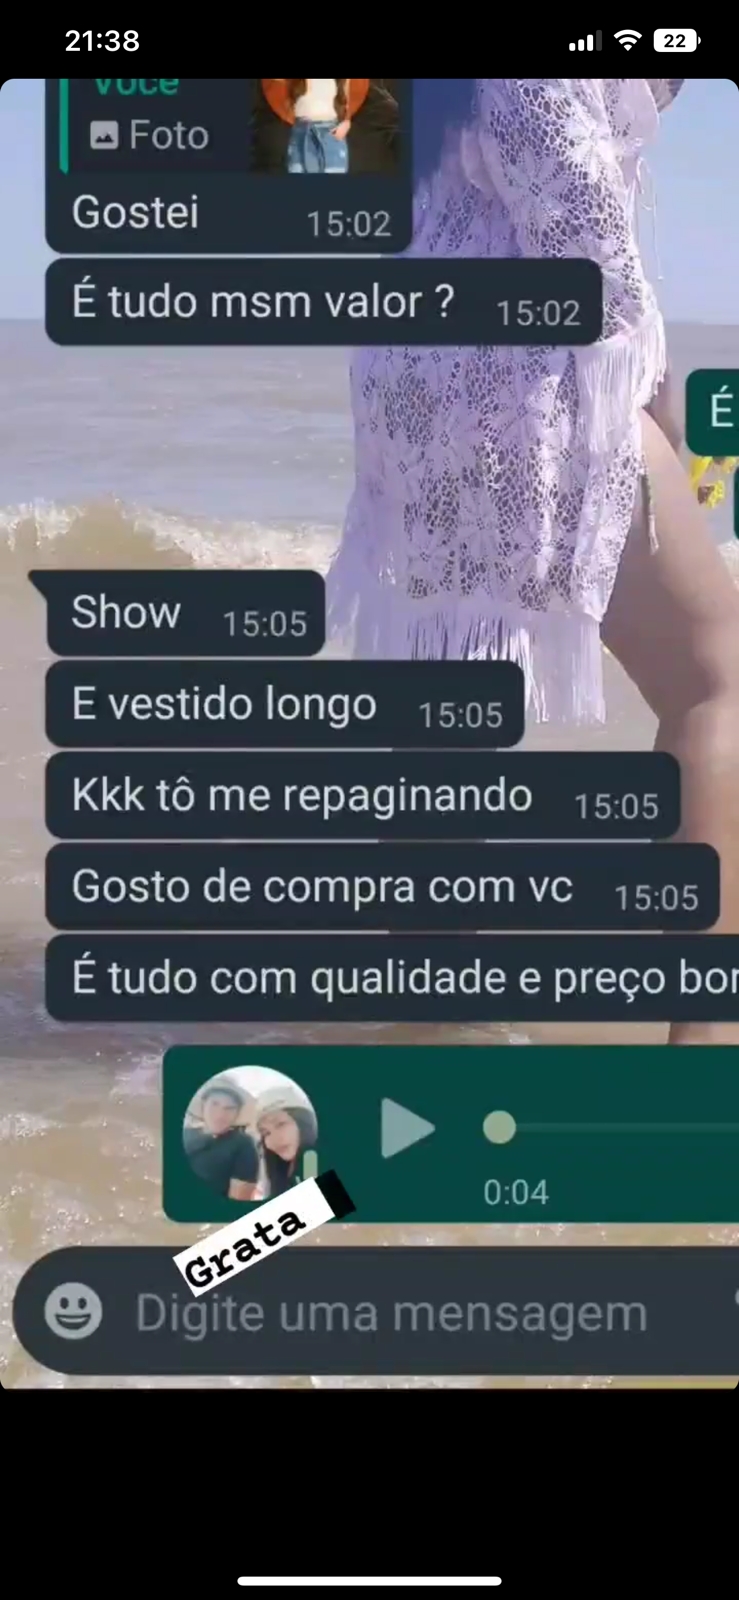 21:38
22
Você
Foto
Gostei 15:02
É tudo msm valor ? 15:02
É
Show 15:05
E vestido longo 15:05
Kkk tô me repaginando 15:05
Gosto de compra com vc 15:05
É tudo com qualidade e preço
0:04
Grata
Digite uma mensagem